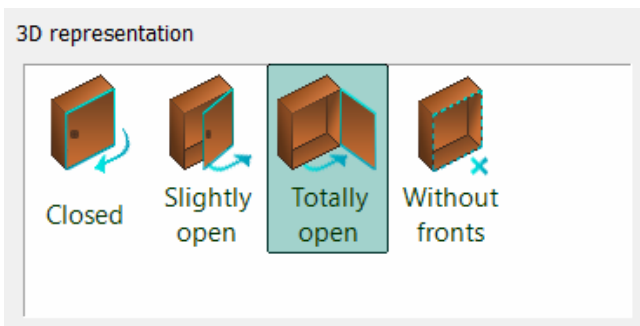 3D representation
Closed
Slightly
open
Totally
open
Without
fronts